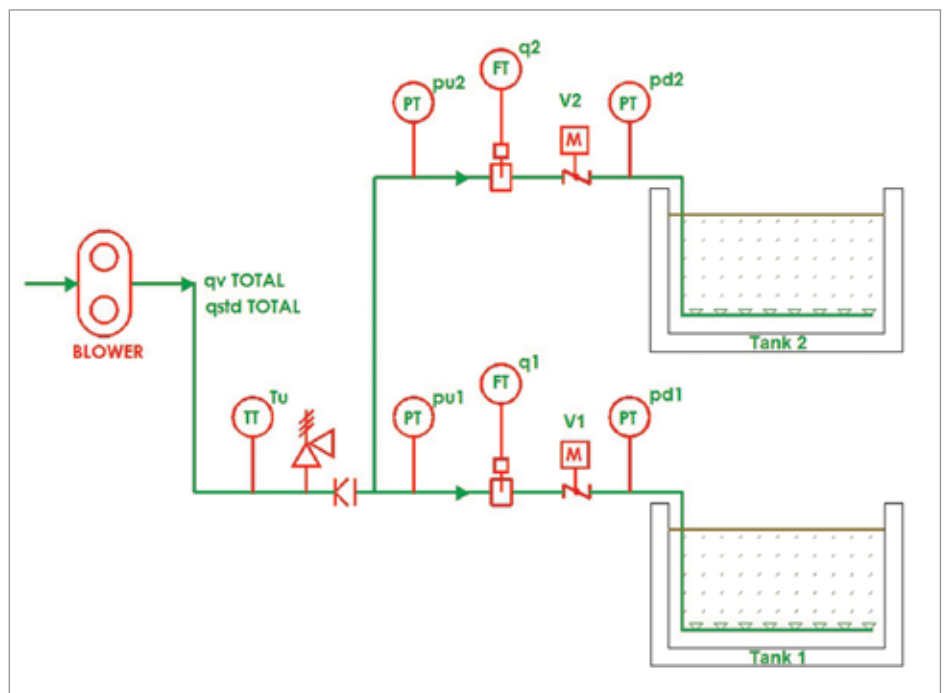 q2
FT
pu2
PT
pd2
PT
V2
M
qv TOTAL
qstd TOTAL
BLOWER
Tank 2
q1
FT
Tu
TT
pu1
PT
pd1
PT
V1
M
Tank 1